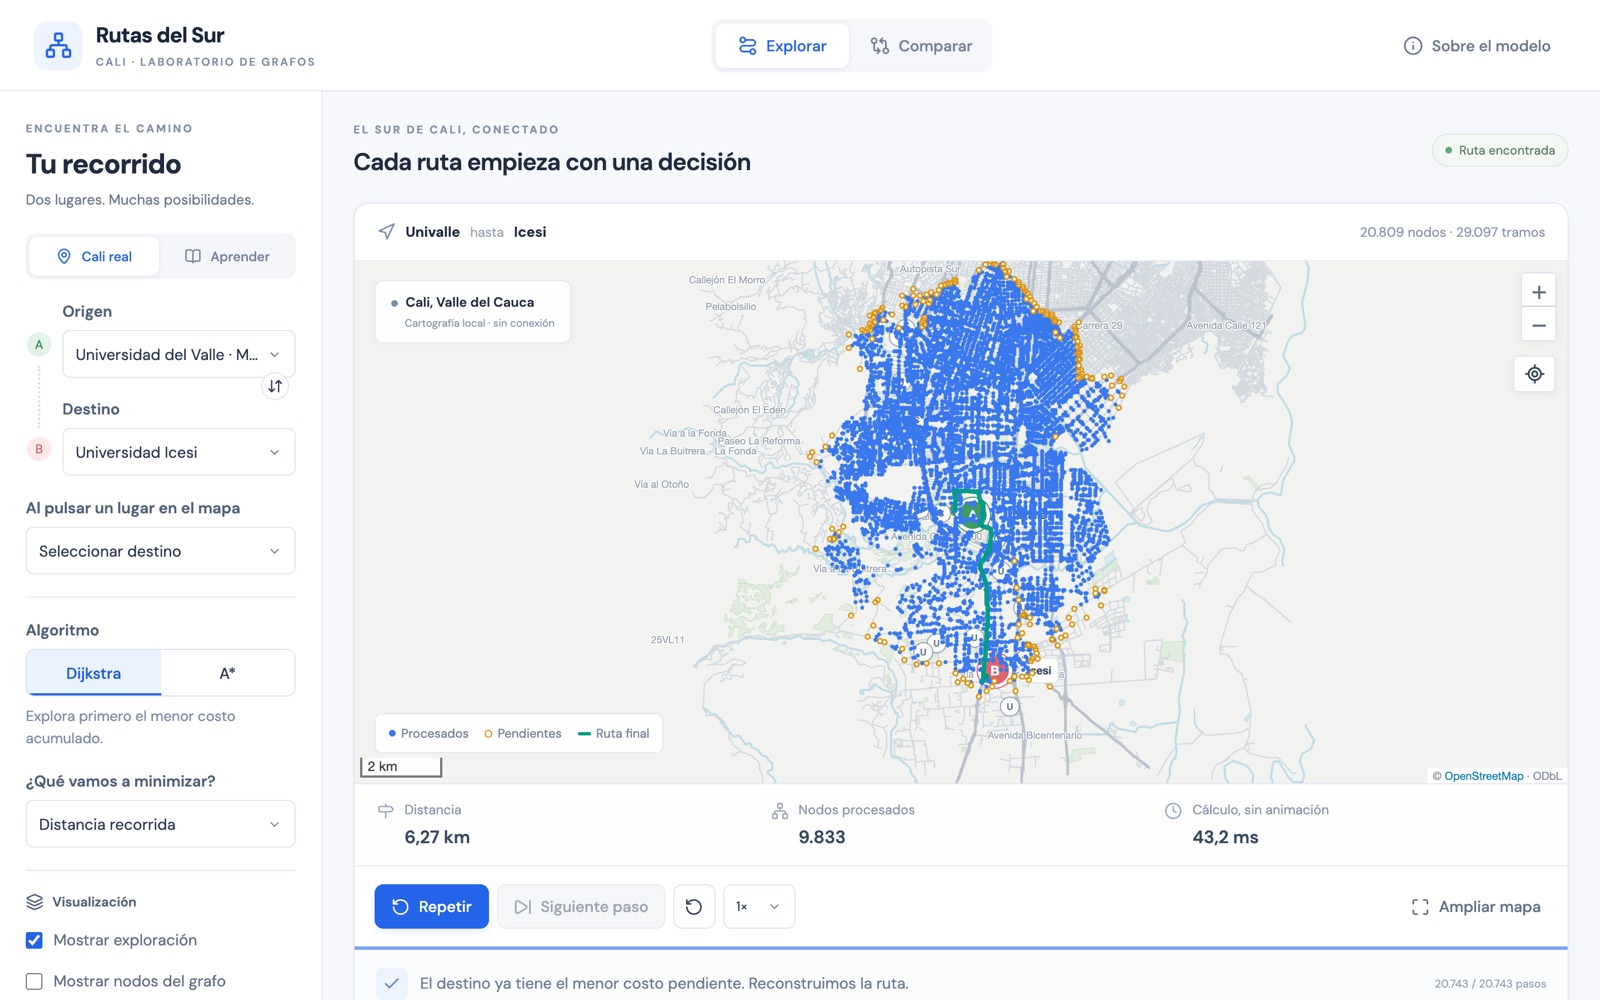 Rutas del Sur
CALI · LABORATORIO DE GRAFOS
Explorar
Comparar
Sobre el modelo
ENCUENTRA EL CAMINO
Tu recorrido
Dos lugares. Muchas posibilidades.
Cali real
Aprender
Origen
A
Universidad del Valle · M...
Destino
B
Universidad Icesi
Al pulsar un lugar en el mapa
Seleccionar destino
Algoritmo
Dijkstra
A*
Explora primero el menor costo
acumulado.
¿Qué vamos a minimizar?
Distancia recorrida
Visualización
Mostrar exploración
Mostrar nodos del grafo
EL SUR DE CALI, CONECTADO
Cada ruta empieza con una decisión
Ruta encontrada
Univalle hasta Icesi
20.809 nodos · 29.097 tramos
Cali, Valle del Cauca
Cartografía local · sin conexión
Autopista Sur
Callejón El Morro
Pelabolsillo
Carrera 29
Avenida Calle 121
Callejón El Edén
Vía a la Fonda
Paseo La Reforma
Vía La Buitrera - La Fonda
Vía al Otoño
Avenida
A
U
Vía a
25VL11
U
U
U
B
U
Avenida Bicentenario
Procesados
Pendientes
Ruta final
2 km
© OpenStreetMap · ODbL
Distancia
6,27 km
Nodos procesados
9.833
Cálculo, sin animación
43,2 ms
Repetir
Siguiente paso
1×
Ampliar mapa
El destino ya tiene el menor costo pendiente. Reconstruimos la ruta.
20.743 / 20.743 pasos